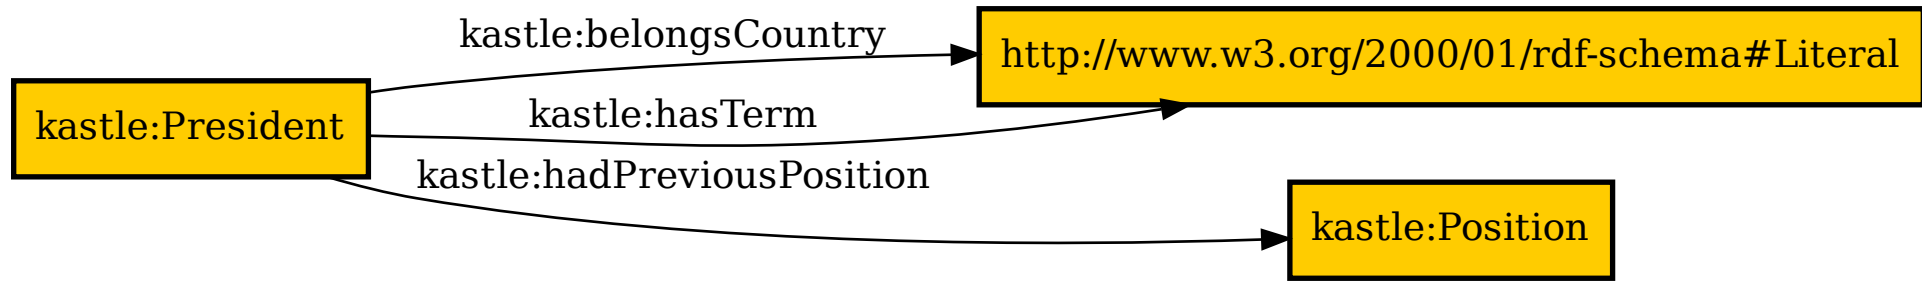 kastle:belongsCountry
http://www.w3.org/2000/01/rdf-schema#Literal
kastle:President
kastle:hasTerm
kastle:hadPreviousPosition
kastle:Position